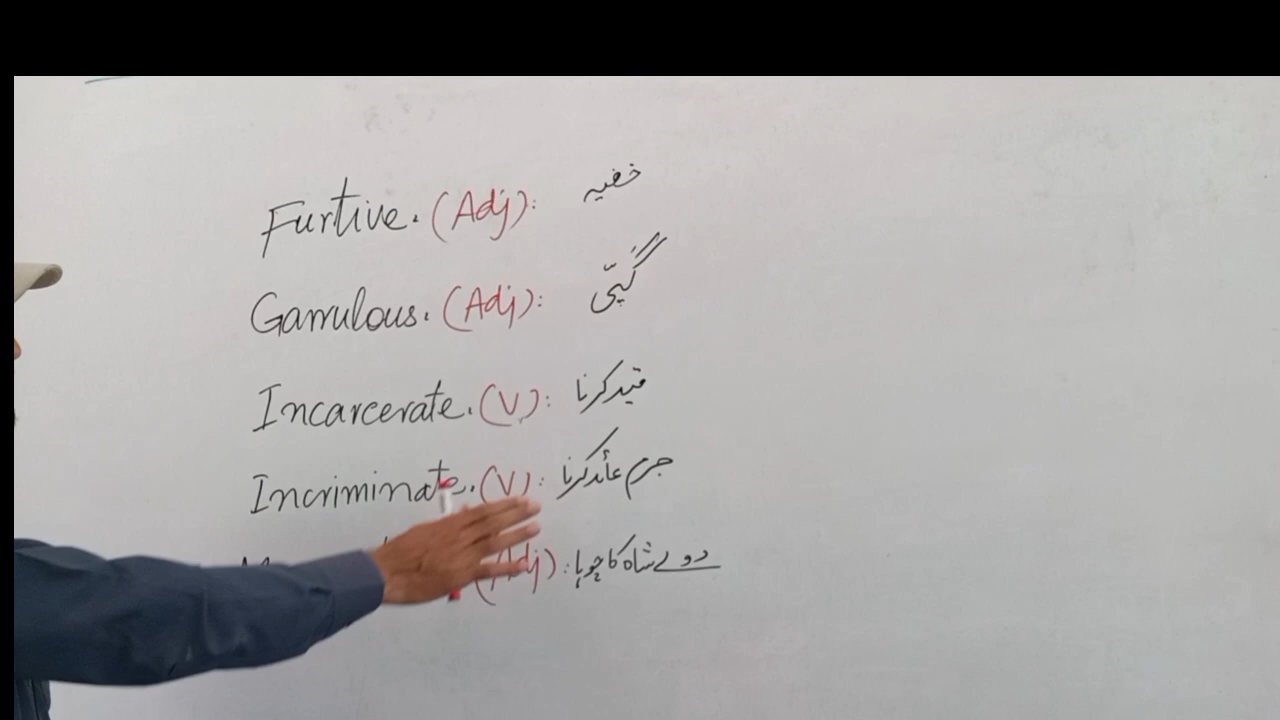 Furtive. (Adj): خفیہ
Garrulous. (Adj): گپّی
Incarcerate. (V): قید کرنا
Incriminate. (V): جرم عائد کرنا
(Adj): دولے شاہ کا چوہا